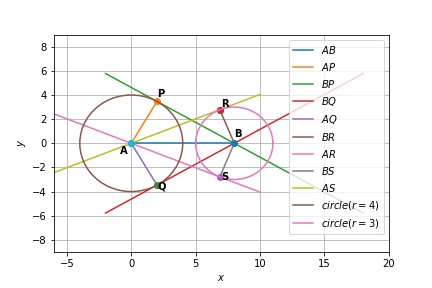 8
6
4
2
0
−2
−4
−6
−8
y
−5
0
5
10
15
20
x
P
R
A
B
Q
S
AB
AP
BP
BQ
AQ
BR
AR
BS
AS
circle(r = 4)
circle(r = 3)